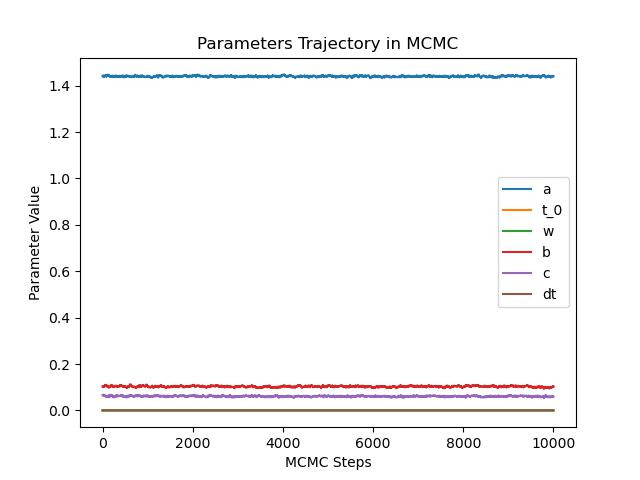 Parameters Trajectory in MCMC
Parameter Value
1.4
1.2
1.0
0.8
0.6
0.4
0.2
0.0
a
t_0
w
b
c
dt
0 2000 4000 6000 8000 10000
MCMC Steps